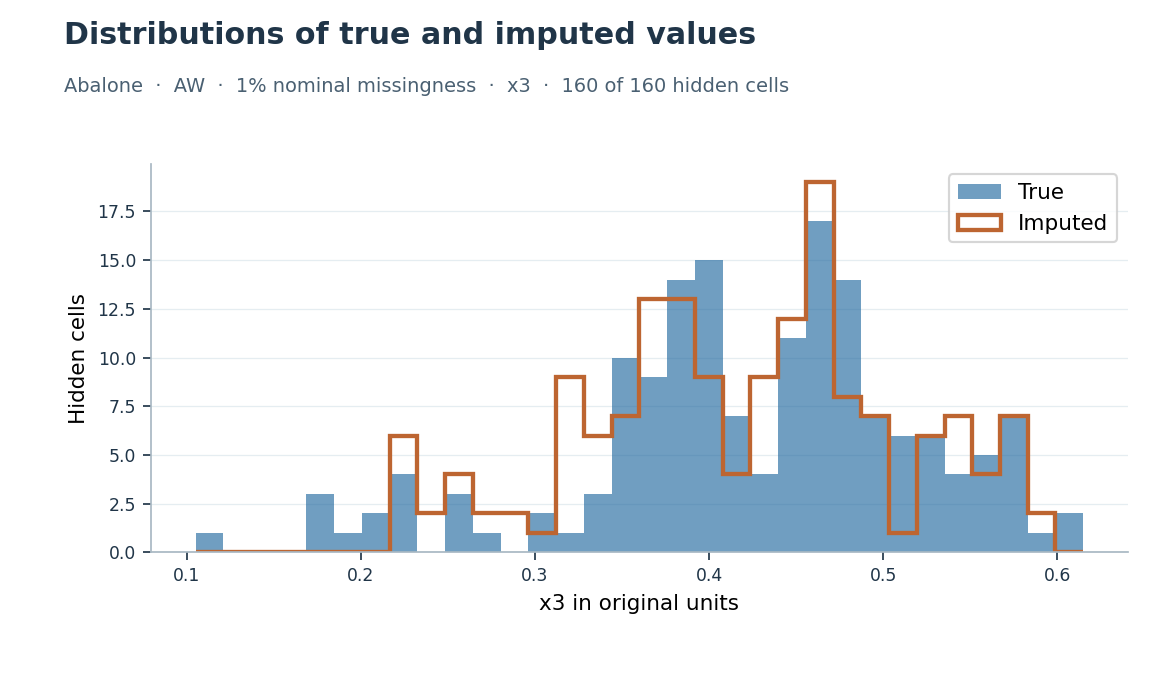 Distributions of true and imputed values
Abalone · AW · 1% nominal missingness · x3 · 160 of 160 hidden cells
True
Imputed
Hidden cells
17.5
15.0
12.5
10.0
7.5
5.0
2.5
0.0
0.1 0.2 0.3 0.4 0.5 0.6
x3 in original units